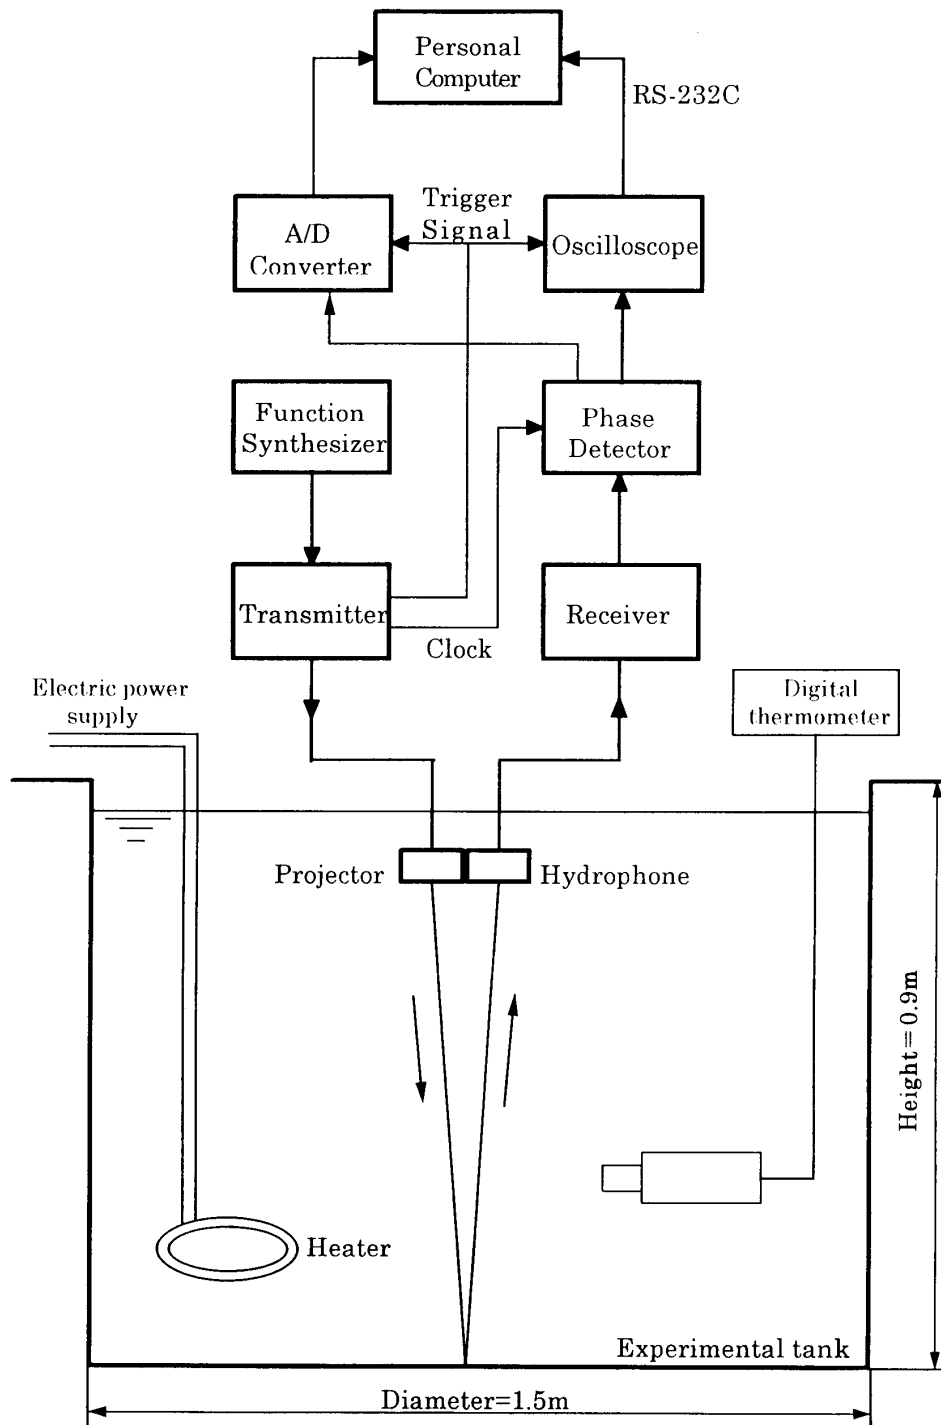 Personal
Computer
RS-232C
Trigger
Signal
A/D
Converter
Oscilloscope
Function
Synthesizer
Phase
Detector
Transmitter
Receiver
Clock
Electric power
supply
Digital
thermometer
Projector
Hydrophone
Height=0.9m
Heater
Experimental tank
Diameter=1.5m